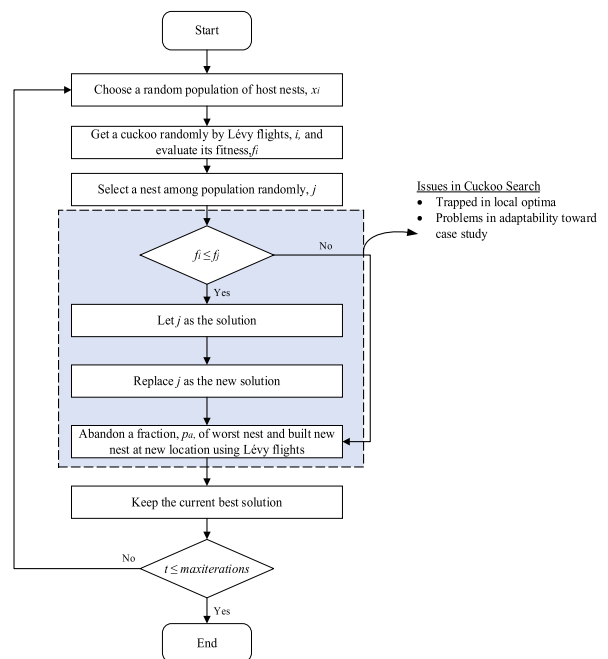 Start
Choose a random population of host nests, xi
Get a cuckoo randomly by Lévy flights, i, and
evaluate its fitness,fi
Select a nest among population randomly, j
Issues in Cuckoo Search
• Trapped in local optima
• Problems in adaptability toward
case study
fi ≤ fj
No
Yes
Let j as the solution
Replace j as the new solution
Abandon a fraction, pa, of worst nest and built new
nest at new location using Lévy flights
Keep the current best solution
No
t ≤ maxiterations
Yes
End